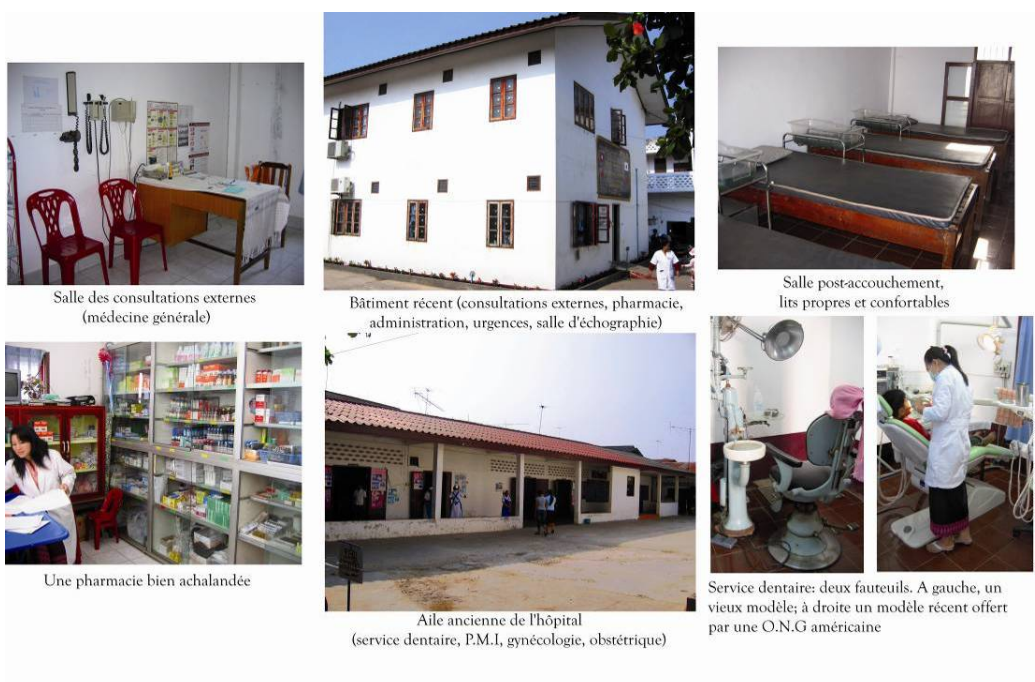 Salle des consultations externes
(médecine générale)
Bâtiment récent (consultations externes, pharmacie,
administration, urgences, salle d'échographie)
Salle post-accouchement,
lits propres et confortables
Une pharmacie bien achalandée
Aile ancienne de l'hôpital
(service dentaire, P.M.I, gynécologie, obstétrique)
Service dentaire: deux fauteuils. A gauche, un
vieux modèle; à droite un modèle récent offert
par une O.N.G américaine